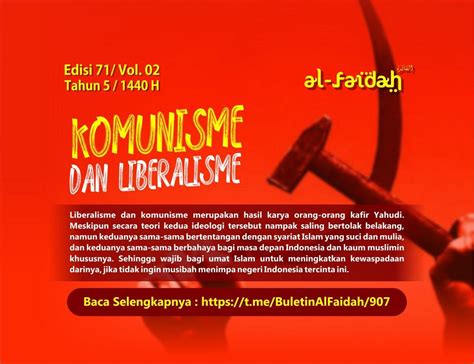 Edisi 71/ Vol. 02
Tahun 5 / 1440 H
al-faidah
KOMUNISME
DAN LIBERALISME
Liberalisme dan komunisme merupakan hasil karya orang-orang kafir Yahudi.
Meskipun secara teori kedua ideologi tersebut nampak saling bertolak belakang,
namun keduanya sama-sama bertentangan dengan syariat Islam yang suci dan mulia,
dan keduanya sama-sama berbahaya bagi masa depan Indonesia dan kaum muslimin
khususnya. Sehingga wajib bagi umat Islam untuk meningkatkan kewaspadaan
darinya, jika tidak ingin musibah menimpa negeri Indonesia tercinta ini.
Baca Selengkapnya : https://t.me/BuletinAlFaidah/907